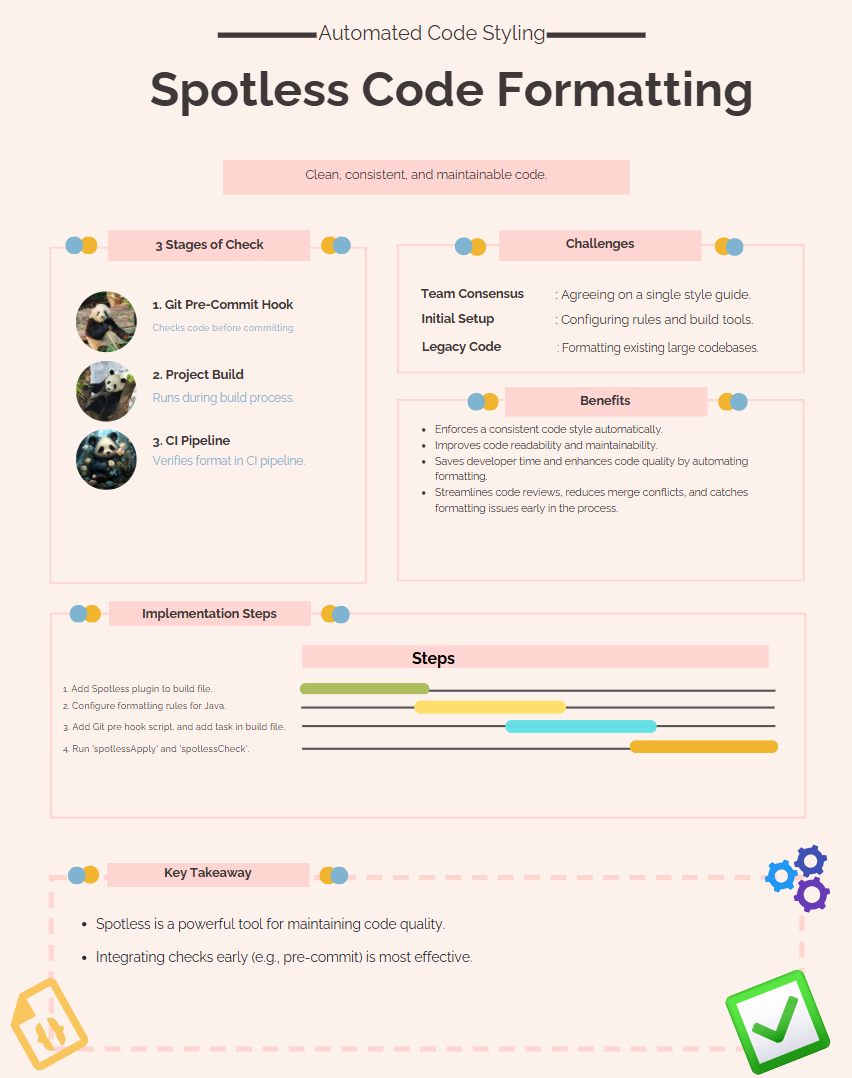 Automated Code Styling
Spotless Code Formatting
Clean, consistent, and maintainable code.
3 Stages of Check
1. Git Pre-Commit Hook
Checks code before committing.
2. Project Build
Runs during build process.
3. CI Pipeline
Verifies format in CI pipeline.
Challenges
Team Consensus : Agreeing on a single style guide.
Initial Setup : Configuring rules and build tools.
Legacy Code : Formatting existing large codebases.
Benefits
• Enforces a consistent code style automatically.
• Improves code readability and maintainability.
• Saves developer time and enhances code quality by automating
formatting.
• Streamlines code reviews, reduces merge conflicts, and catches
formatting issues early in the process.
Implementation Steps
Steps
1. Add Spotless plugin to build file.
2. Configure formatting rules for Java.
3. Add Git pre hook script. and add task in build file.
4. Run 'spotlessApply' and 'spotlessCheck'.
Key Takeaway
• Spotless is a powerful tool for maintaining code quality.
• Integrating checks early (e.g., pre-commit) is most effective.